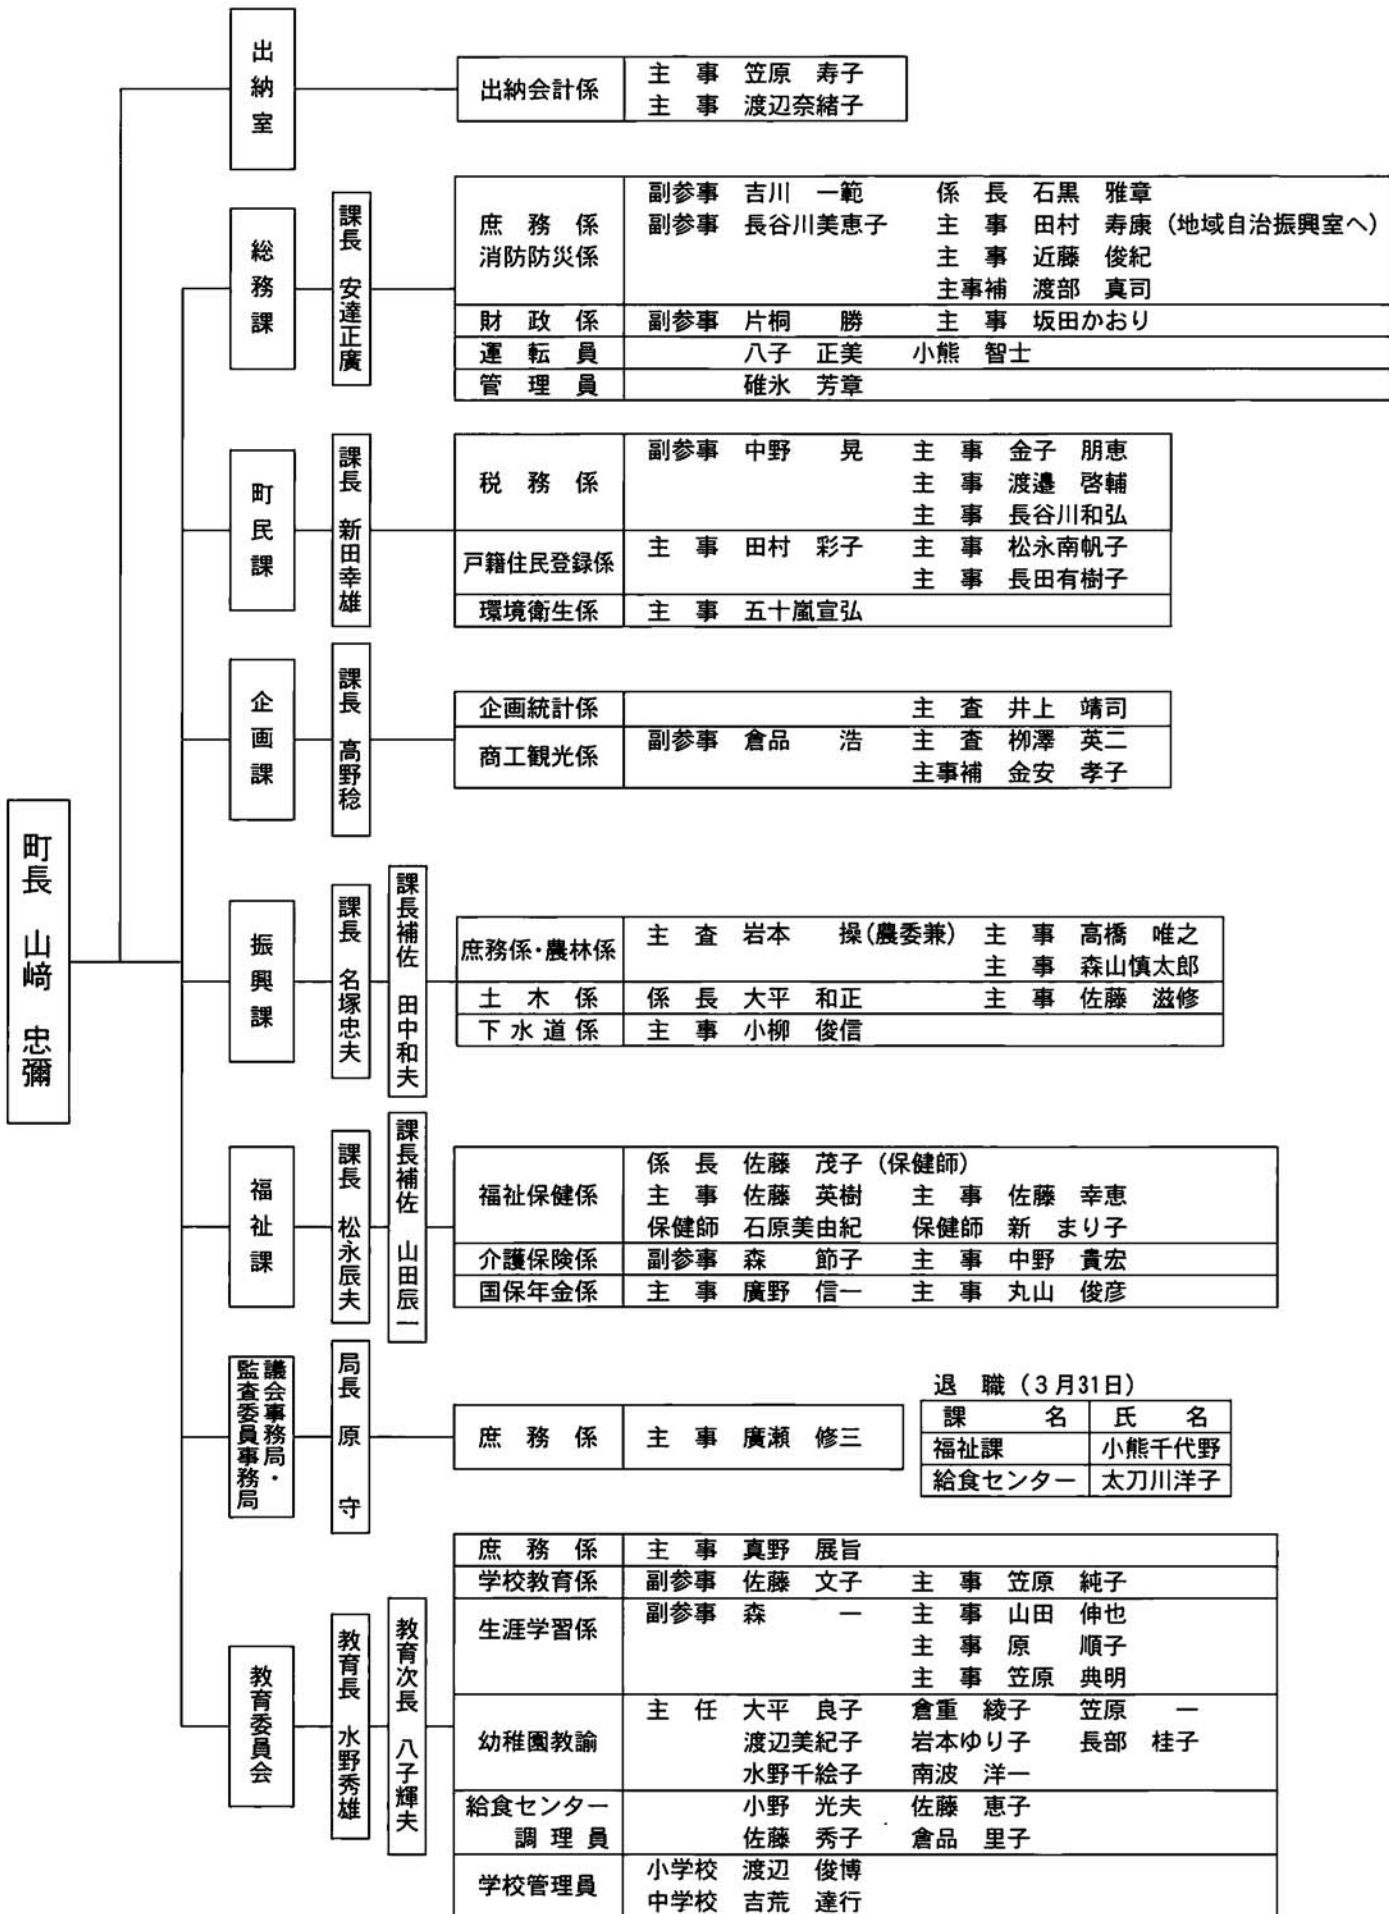 町長　山﨑　忠彌
出納室
出納会計係　主　事　笠原　寿子
主　事　渡辺奈緒子
総務課
課長　安達正廣
庶　務　係
消防防災係
副参事　吉川　一範　係　長　石黒　雅章
副参事　長谷川美恵子　主　事　田村　寿康（地域自治振興室へ）
主　事　近藤　俊紀
主事補　渡部　真司
財　政　係　副参事　片桐　勝　主　事　坂田かおり
運　転　員　八子　正美　小熊　智士
管　理　員　碓氷　芳章
町民課
課長　新田幸雄
税　務　係　副参事　中野　晃　主　事　金子　朋恵
主　事　渡邉　啓輔
主　事　長谷川和弘
戸籍住民登録係　主　事　田村　彩子　主　事　松永南帆子
主　事　長田有樹子
環境衛生係　主　事　五十嵐宣弘
企画課
課長　高野稔
企画統計係　主　査　井上　靖司
商工観光係　副参事　倉品　浩　主　査　栁澤　英二
主事補　金安　孝子
振興課
課長　名塚忠夫
課長補佐　田中和夫
庶務係・農林係　主　査　岩本　操（農委兼）　主　事　高橋　唯之
主　事　森山慎太郎
土　木　係　係　長　大平　和正　主　事　佐藤　滋修
下 水 道 係　主　事　小柳　俊信
福祉課
課長　松永辰夫
課長補佐　山田辰一
福祉保健係　係　長　佐藤　茂子（保健師）
主　事　佐藤　英樹　主　事　佐藤　幸恵
保健師　石原美由紀　保健師　新　まり子
介護保険係　副参事　森　節子　主　事　中野　貴宏
国保年金係　主　事　廣野　信一　主　事　丸山　俊彦
議会事務局・
監査委員事務局
局長　原　守
庶　務　係　主　事　廣瀬　修三
退　職（３月31日）
課　名　氏　名
福祉課　小熊千代野
給食センター　太刀川洋子
教育委員会
教育長　水野秀雄
教育次長　八子輝夫
庶　務　係　主　事　真野　展旨
学校教育係　副参事　佐藤　文子　主　事　笠原　純子
生涯学習係　副参事　森　一　主　事　山田　伸也
主　事　原　順子
主　事　笠原　典明
幼稚園教諭　主　任　大平　良子　倉重　綾子　笠原　一
渡辺美紀子　岩本ゆり子　長部　桂子
水野千絵子　南波　洋一
給食センター　小野　光夫　佐藤　恵子
調 理 員　佐藤　秀子　倉品　里子
学校管理員　小学校　渡辺　俊博
中学校　吉荒　達行